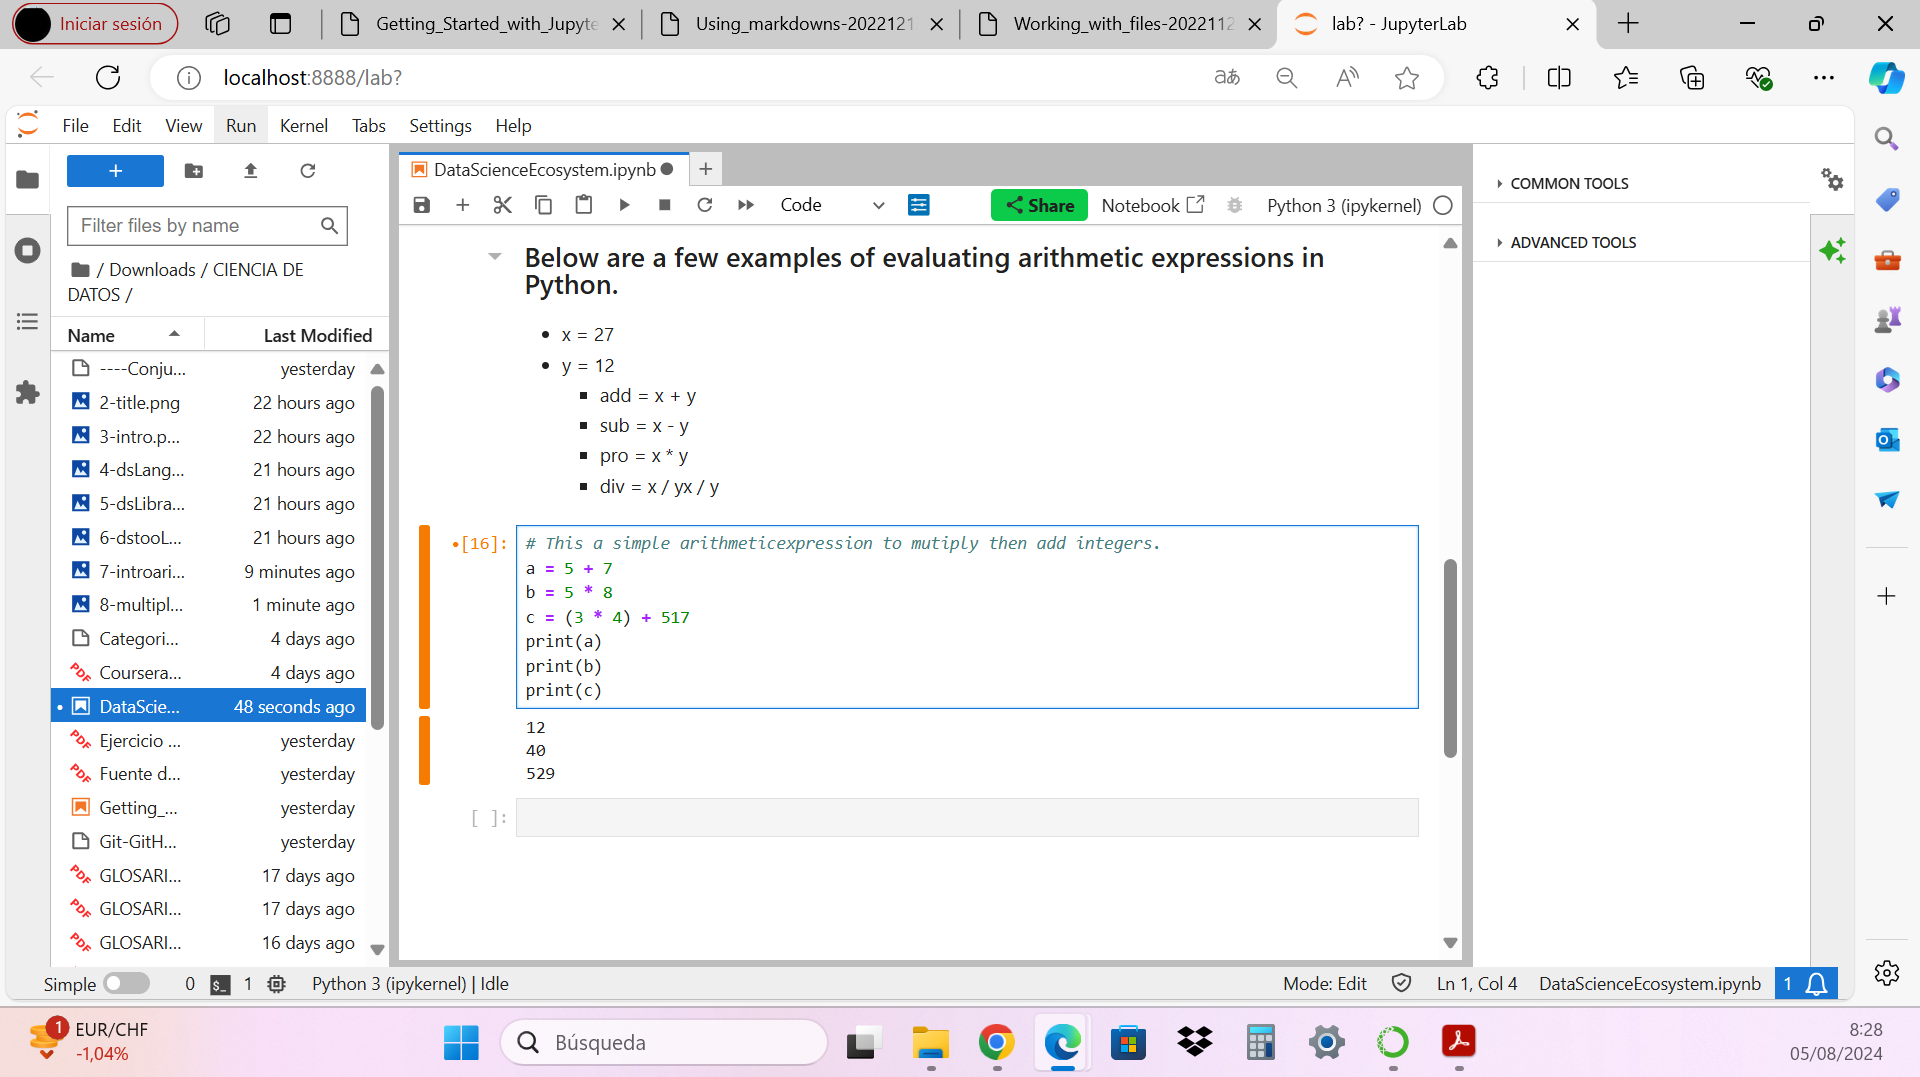 Iniciar sesión
Getting_Started_with_Jupyte
Using_markdowns-2022121
Working_with_files-2022112
lab? - JupyterLab
localhost:8888/lab?
File Edit View Run Kernel Tabs Settings Help
DataScienceEcosystem.ipynb
Code
Share
Notebook
Python 3 (ipykernel)
Filter files by name
/ Downloads / CIENCIA DE
DATOS /
Name Last Modified
----Conju... yesterday
2-title.png 22 hours ago
3-intro.p... 22 hours ago
4-dsLang... 21 hours ago
5-dsLibra... 21 hours ago
6-dstooL... 21 hours ago
7-introari... 9 minutes ago
8-multipl... 1 minute ago
Categori... 4 days ago
Coursera... 4 days ago
DataScie... 48 seconds ago
Ejercicio ... yesterday
Fuente d... yesterday
Getting_... yesterday
Git-GitH... yesterday
GLOSARI... 17 days ago
GLOSARI... 17 days ago
GLOSARI... 16 days ago
Below are a few examples of evaluating arithmetic expressions in
Python.
• x = 27
• y = 12
▪ add = x + y
▪ sub = x - y
▪ pro = x * y
▪ div = x / yx / y
•[16]:
# This a simple arithmeticexpression to mutiply then add integers.
a = 5 + 7
b = 5 * 8
c = (3 * 4) + 517
print(a)
print(b)
print(c)
12
40
529
[ ]:
COMMON TOOLS
ADVANCED TOOLS
Simple 0 $_ 1 Python 3 (ipykernel) | Idle
Mode: Edit Ln 1, Col 4 DataScienceEcosystem.ipynb 1
1 EUR/CHF
-1,04%
Búsqueda
8:28
05/08/2024